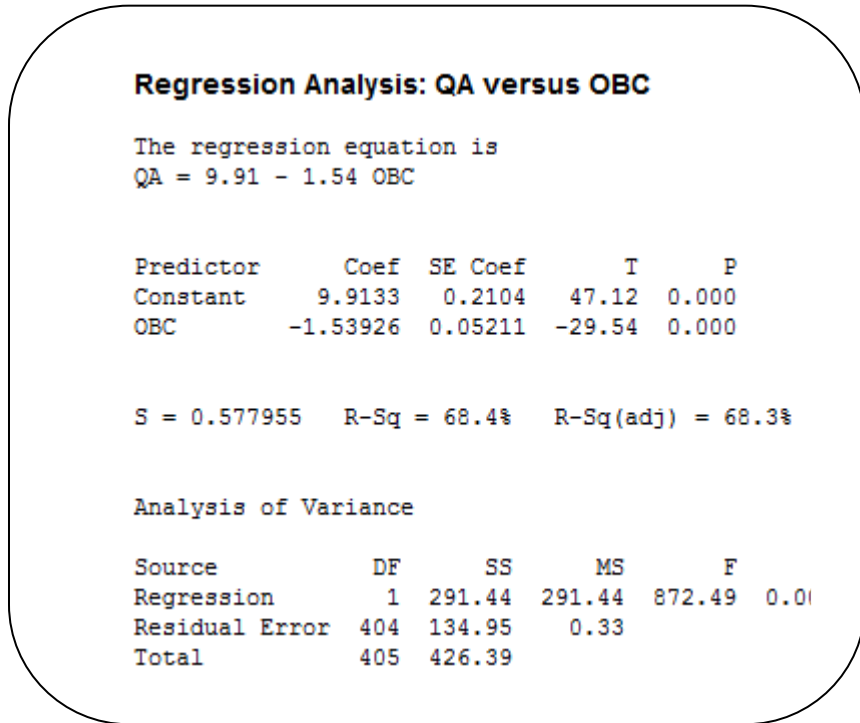 Regression Analysis: QA versus OBC
The regression equation is
QA = 9.91 - 1.54 OBC
Predictor Coef SE Coef T P
Constant 9.9133 0.2104 47.12 0.000
OBC -1.53926 0.05211 -29.54 0.000
S = 0.577955 R-Sq = 68.4% R-Sq(adj) = 68.3%
Analysis of Variance
Source DF SS MS F
Regression 1 291.44 291.44 872.49
Residual Error 404 134.95 0.33
Total 405 426.39